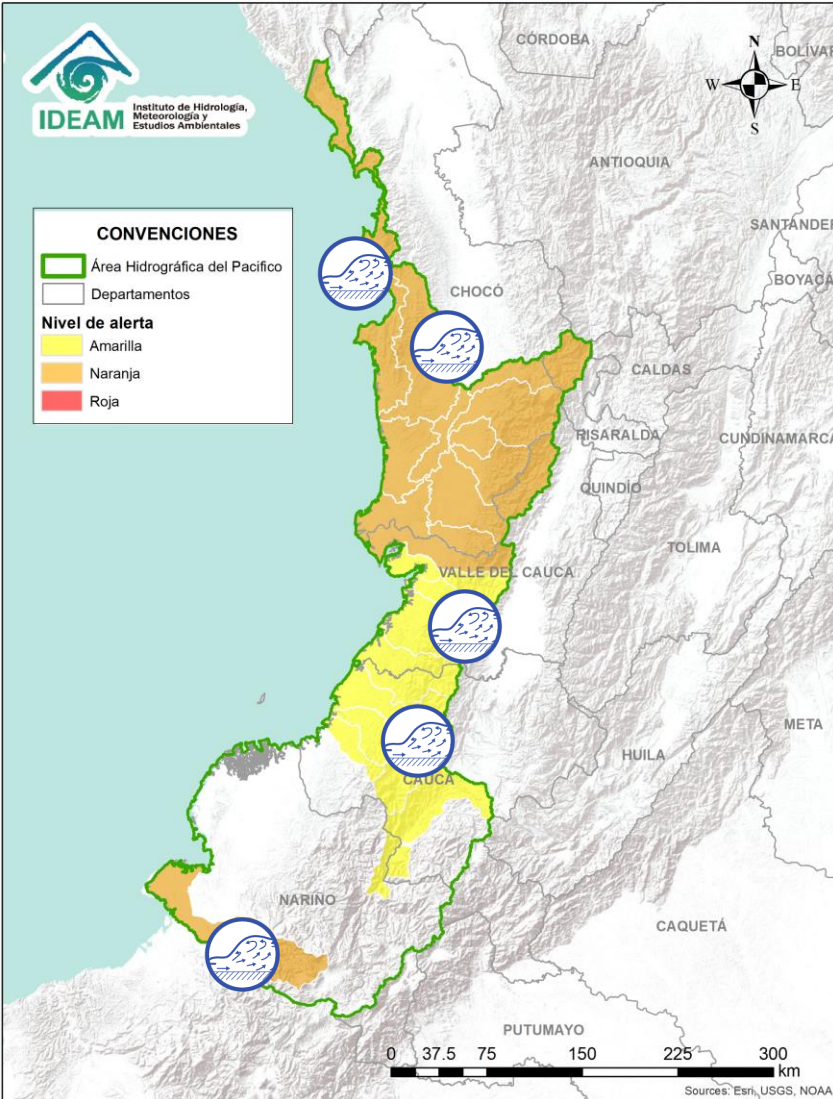 IDEAM
Instituto de Hidrología,
Meteorología y
Estudios Ambientales
CONVENCIONES
Área Hidrográfica del Pacifico
Departamentos
Nivel de alerta
Amarilla
Naranja
Roja
N
W
E
S
CÓRDOBA
BOLÍVAR
ANTIOQUIA
SANTANDER
BOYACÁ
CHOCÓ
CALDAS
RISARALDA
CUNDINAMARCA
QUINDÍO
TOLIMA
VALLE DEL CAUCA
META
HUILA
CAUCA
NARIÑO
CAQUETÁ
PUTUMAYO
0 37.5 75 150 225 300
km
Sources: Esri, USGS, NOAA